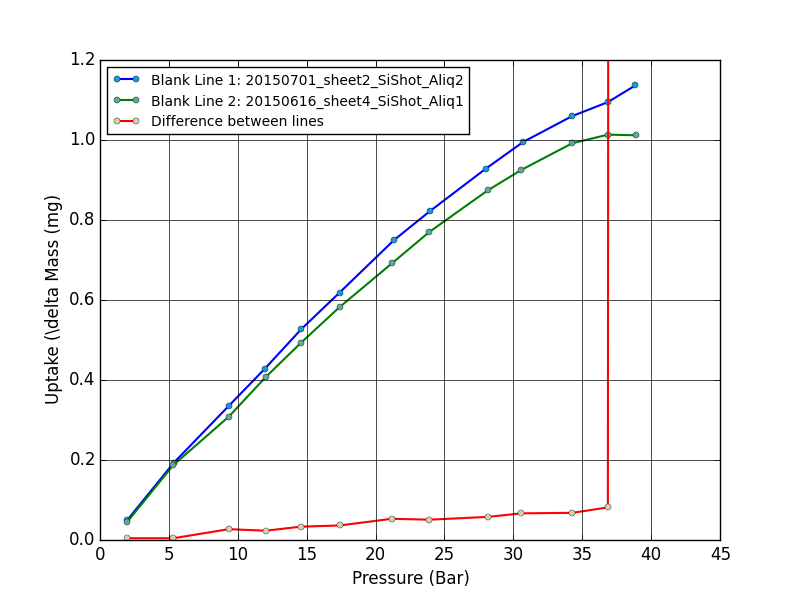 Blank Line 1: 20150701_sheet2_SiShot_Aliq2
Blank Line 2: 20150616_sheet4_SiShot_Aliq1
Difference between lines
Uptake (\delta Mass (mg)
1.2
1.0
0.8
0.6
0.4
0.2
0.0
0 5 10 15 20 25 30 35 40 45
Pressure (Bar)